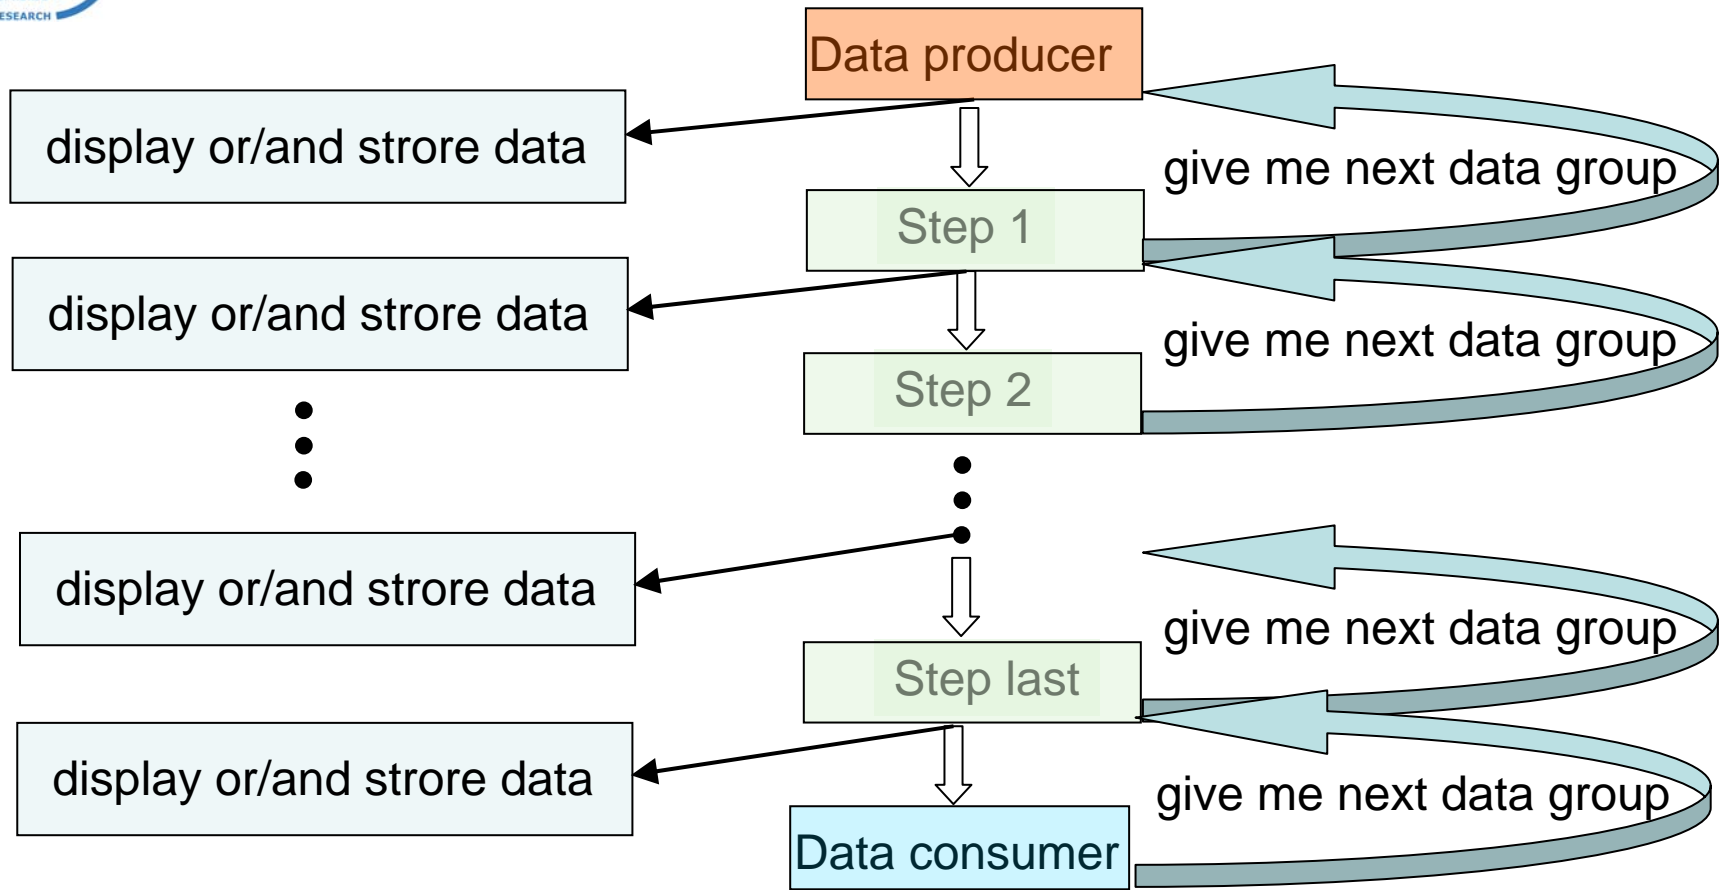 ESEARCH
Data producer
display or/and strore data
give me next data group
Step 1
display or/and strore data
give me next data group
Step 2
display or/and strore data
give me next data group
Step last
display or/and strore data
give me next data group
Data consumer